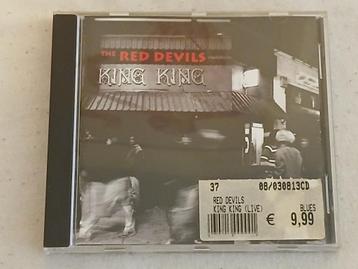 THE RED DEVILS
KING KING
37 08/030813CD
RED DEVILS
KING KING (LIVE) BLUES
€ 9,99